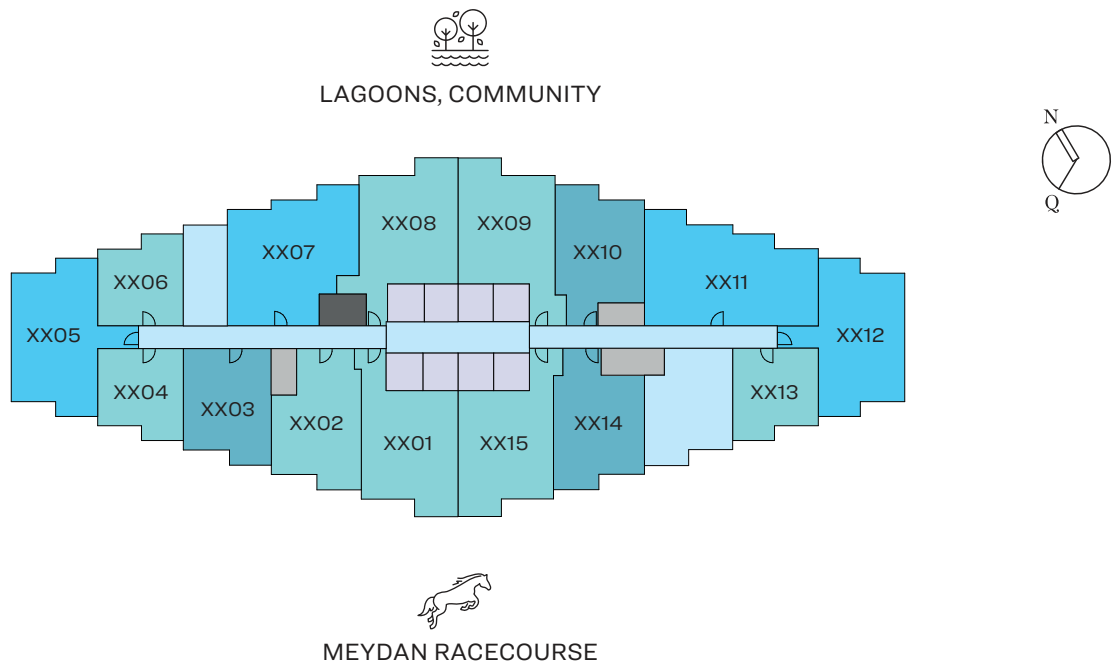 LAGOONS, COMMUNITY
N
Q
XX08
XX09
XX07
XX10
XX06
XX11
XX05
XX12
XX04
XX13
XX03
XX02
XX14
XX01
XX15
MEYDAN RACECOURSE